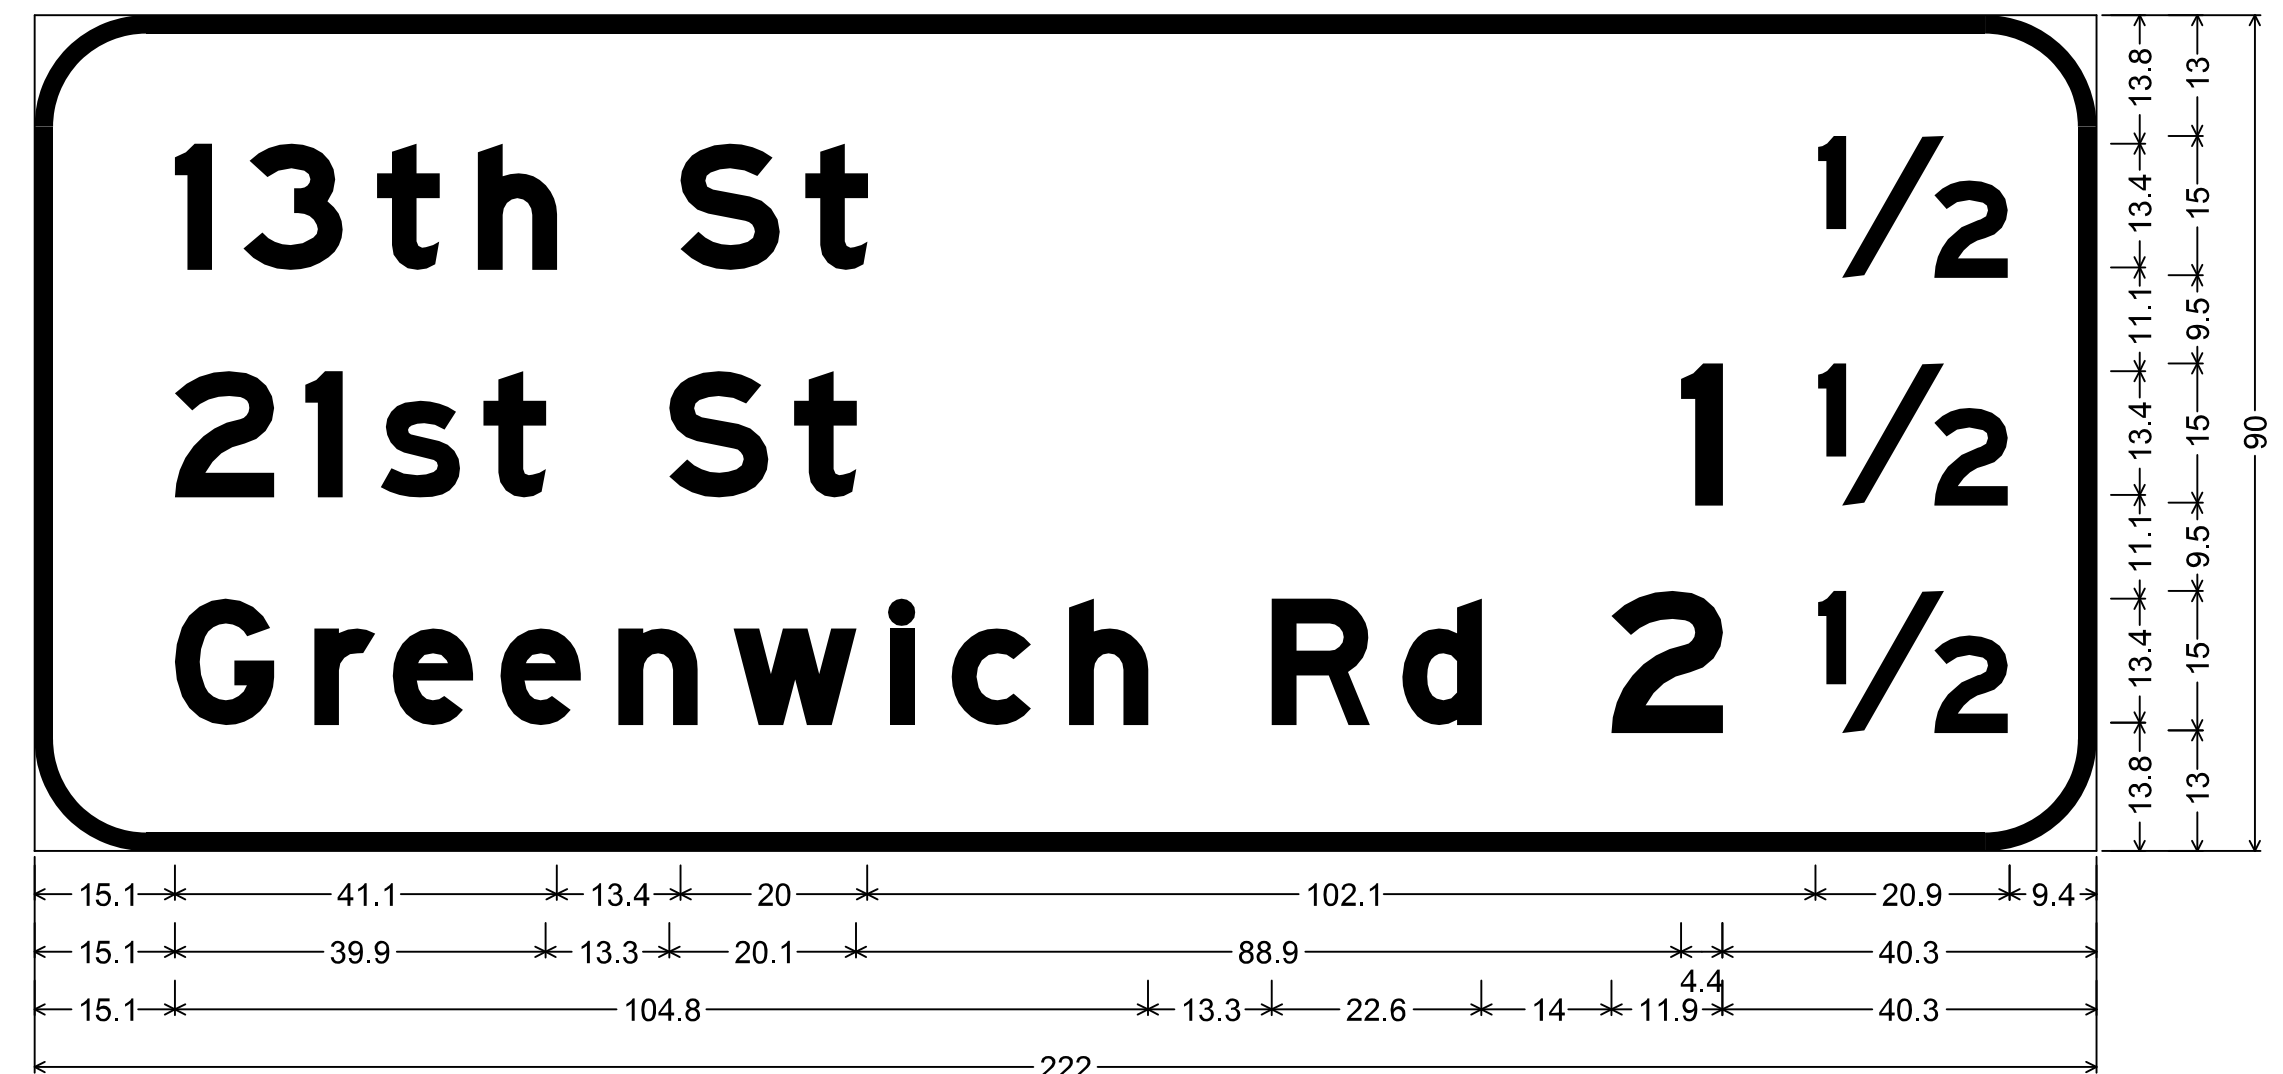 13th St ½
21st St 1 ½
Greenwich Rd 2 ½
13.8 13.4 11.1 13.4 11.1 13.4 13.8
13 15 9.5 15 9.5 15 13
90
15.1 41.1 13.4 20 102.1 20.9 9.4
15.1 39.9 13.3 20.1 88.9 4.4 40.3
15.1 104.8 13.3 22.6 14 11.9 40.3
222